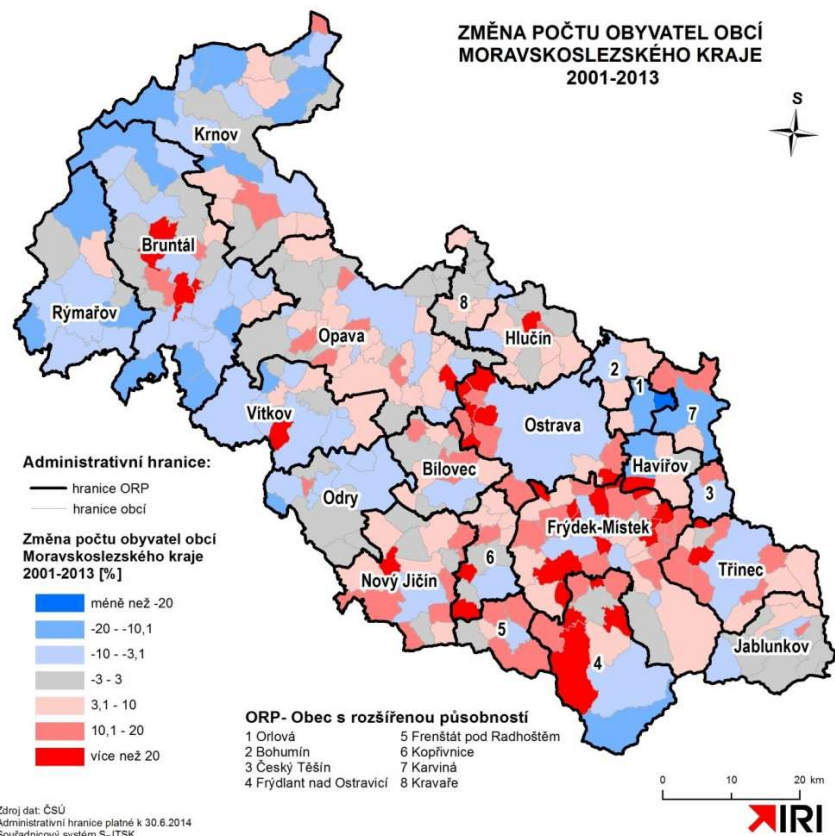 ZMĚNA POČTU OBYVATEL OBCÍ
MORAVSKOSLEZSKÉHO KRAJE
2001-2013
S
Krnov
Bruntál
Rýmařov
8
Opava
Hlučín
2
1
7
Vítkov
Ostrava
Bílovec
Havířov
3
Odry
Frýdek-Místek
6
Nový Jičín
Třinec
5
4
Jablunkov
Administrativní hranice:
hranice ORP
hranice obcí
Změna počtu obyvatel obcí
Moravskoslezského kraje
2001-2013 [%]
méně než -20
-20 - -10,1
-10 - -3,1
-3 - 3
3,1 - 10
10,1 - 20
více než 20
ORP- Obec s rozšířenou působností
1 Orlová
2 Bohumín
3 Český Těšín
4 Frýdlant nad Ostravicí
5 Frenštát pod Radhoštěm
6 Kopřivnice
7 Karviná
8 Kravaře
0 10 20 km
IRI
Zdroj dat: ČSÚ
Administrativní hranice platné k 30.6.2014
Souřadnicový systém S-JTSK